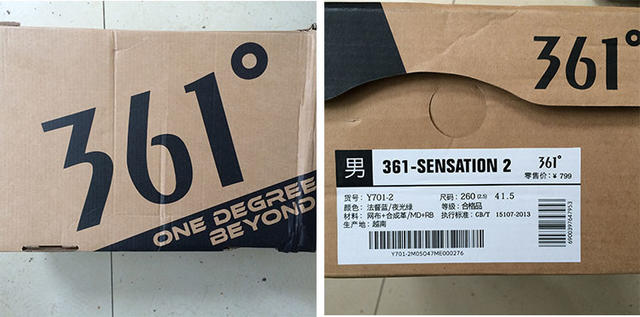 361°
ONE DEGREE
BEYOND
361°
男 361-SENSATION 2 361°
零售价:￥799
货号: Y701-2 尺码: 260 (2.5) 41.5
颜色: 法督蓝/夜光绿 等级: 合格品
材料: 网布+合成革/MD+RB 执行标准: GB/T 15107-2013
生产地: 越南
Y701-2M05O47ME000276
6900397647953